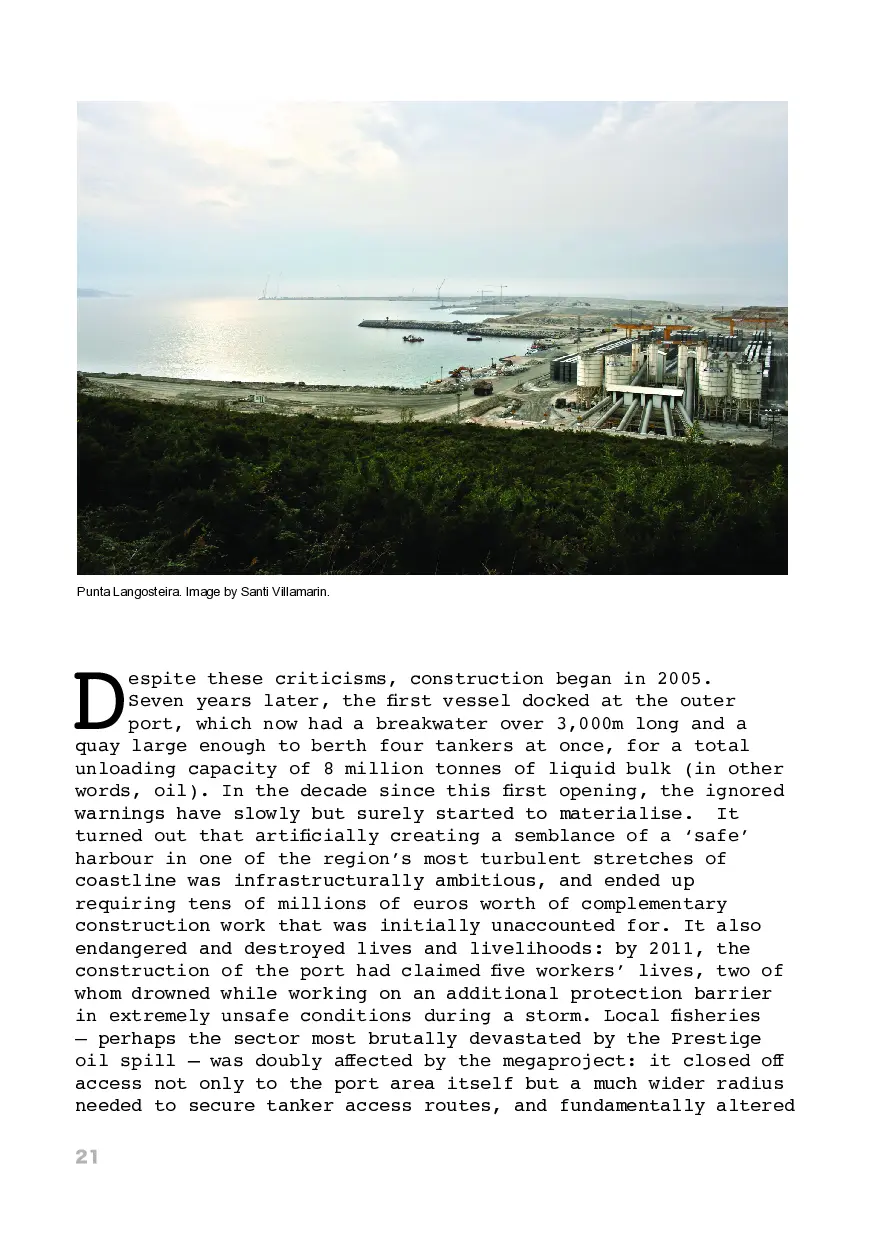 Punta Langosteira. Image by Santi Villamarin.
Despite these criticisms, construction began in 2005.
Seven years later, the first vessel docked at the outer
port, which now had a breakwater over 3,000m long and a
quay large enough to berth four tankers at once, for a total
unloading capacity of 8 million tonnes of liquid bulk (in other
words, oil). In the decade since this first opening, the ignored
warnings have slowly but surely started to materialise.  It
turned out that artificially creating a semblance of a ‘safe’
harbour in one of the region’s most turbulent stretches of
coastline was infrastructurally ambitious, and ended up
requiring tens of millions of euros worth of complementary
construction work that was initially unaccounted for. It also
endangered and destroyed lives and livelihoods: by 2011, the
construction of the port had claimed five workers’ lives, two of
whom drowned while working on an additional protection barrier
in extremely unsafe conditions during a storm. Local fisheries
— perhaps the sector most brutally devastated by the Prestige
oil spill — was doubly affected by the megaproject: it closed off
access not only to the port area itself but a much wider radius
needed to secure tanker access routes, and fundamentally altered
21